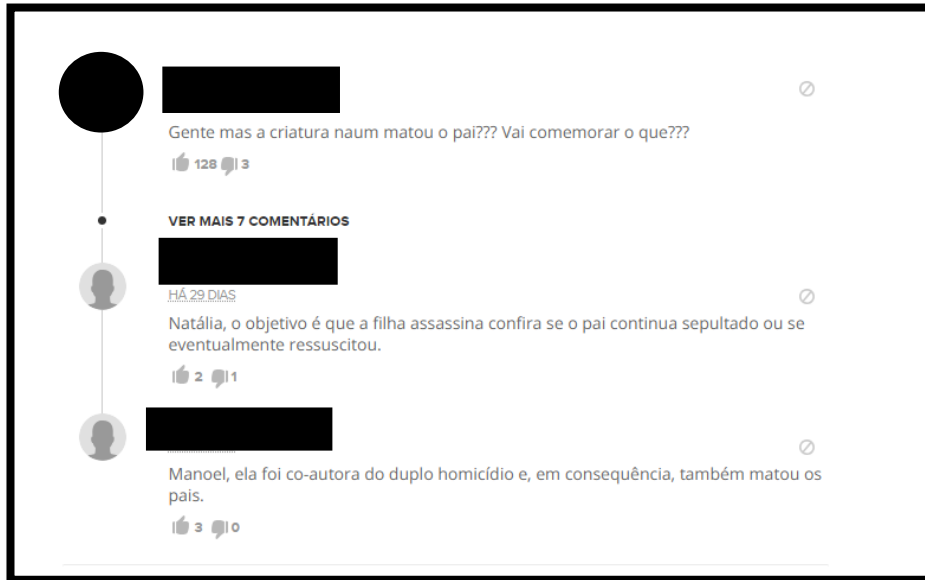 Gente mas a criatura naum matou o pai??? Vai comemorar o que???
128 3
VER MAIS 7 COMENTÁRIOS
HÁ 29 DIAS
Natália, o objetivo é que a filha assassina confira se o pai continua sepultado ou se
eventualmente ressuscitou.
2 1
Manoel, ela foi co-autora do duplo homicídio e, em consequência, também matou os
pais.
3 0